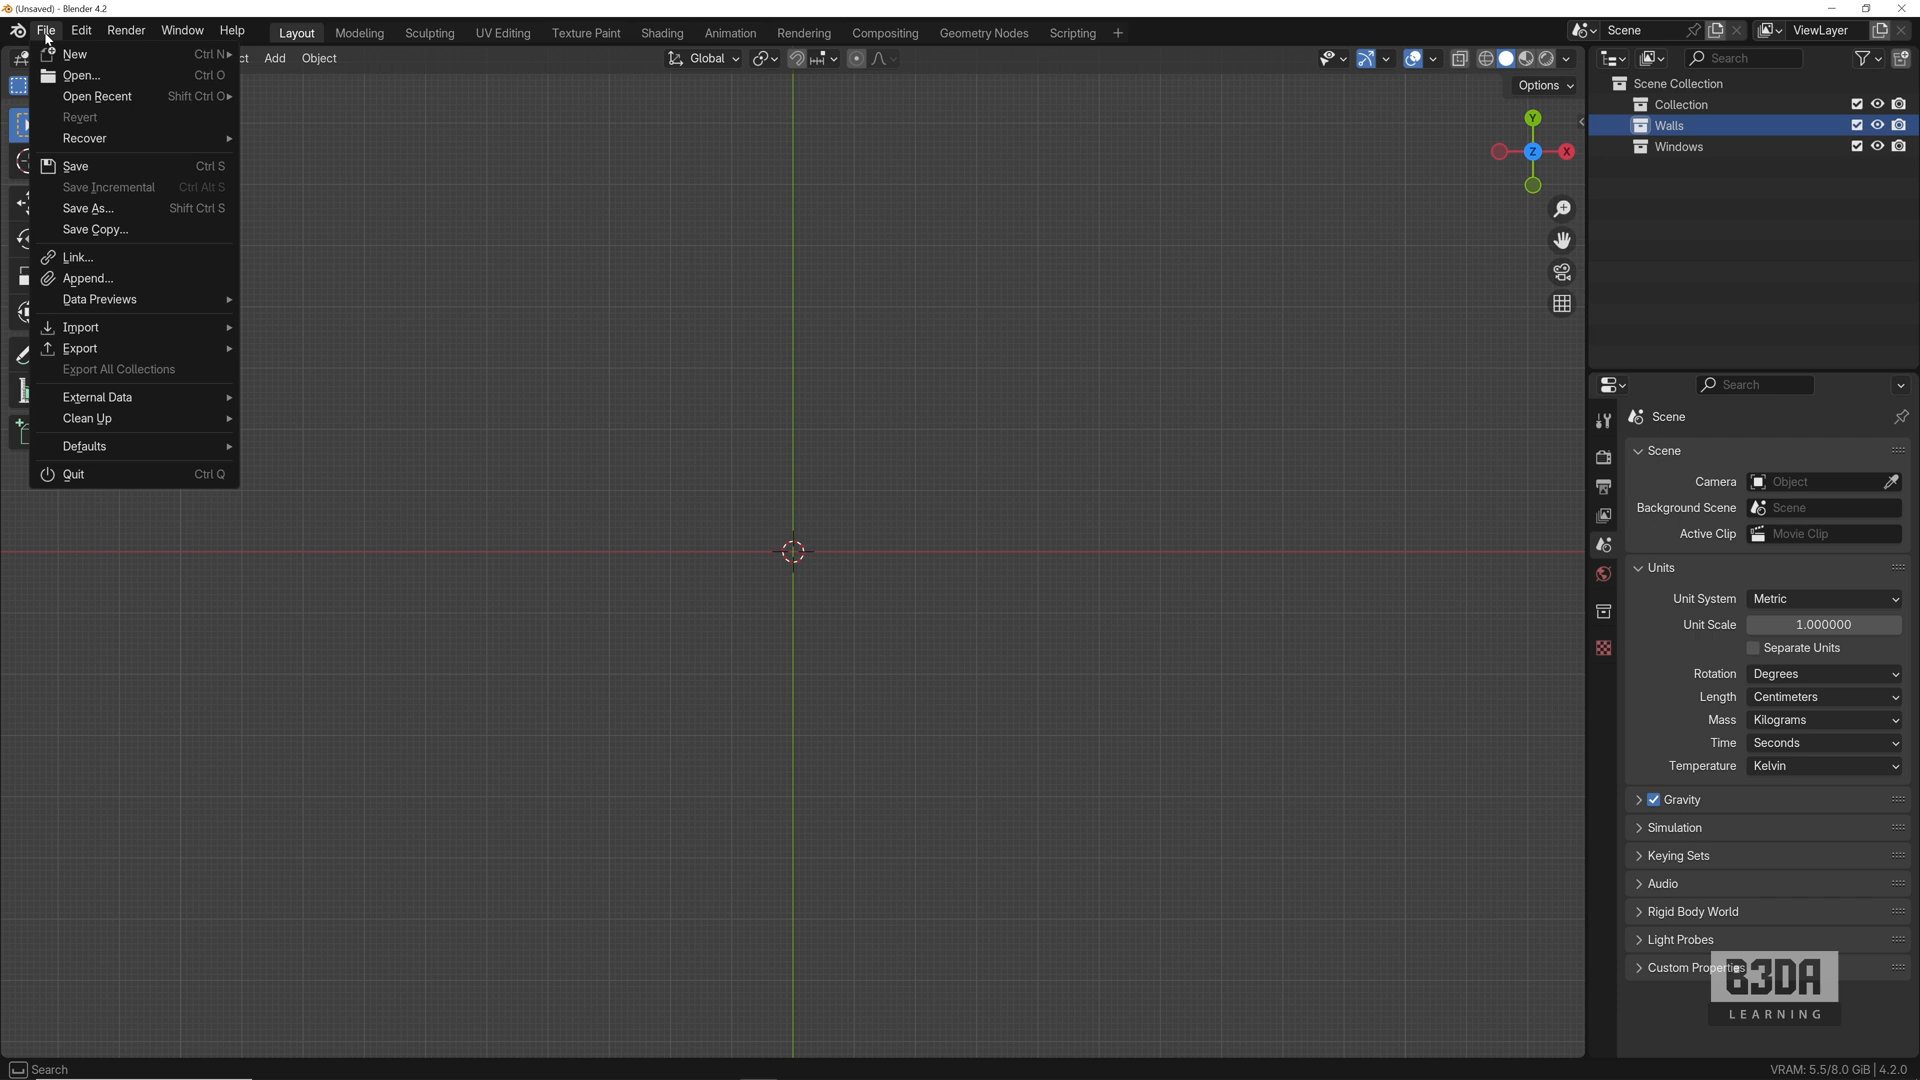 (Unsaved) - Blender 4.2
File Edit Render Window Help Layout Modeling Sculpting UV Editing Texture Paint Shading Animation Rendering Compositing Geometry Nodes Scripting + Scene ViewLayer
ct Add Object Global
Options
New Ctrl N
Open... Ctrl O
Open Recent Shift Ctrl O
Revert
Recover
Save Ctrl S
Save Incremental Ctrl Alt S
Save As... Shift Ctrl S
Save Copy...
Link...
Append...
Data Previews
Import
Export
Export All Collections
External Data
Clean Up
Defaults
Quit Ctrl Q
Y
Z X
Search
Scene Collection
Collection
Walls
Windows
Search
Scene
Scene
Camera Object
Background Scene Scene
Active Clip Movie Clip
Units
Unit System Metric
Unit Scale 1.000000
Separate Units
Rotation Degrees
Length Centimeters
Mass Kilograms
Time Seconds
Temperature Kelvin
Gravity
Simulation
Keying Sets
Audio
Rigid Body World
Light Probes
Custom Properties
B3DA
LEARNING
Search
VRAM: 5.5/8.0 GiB | 4.2.0